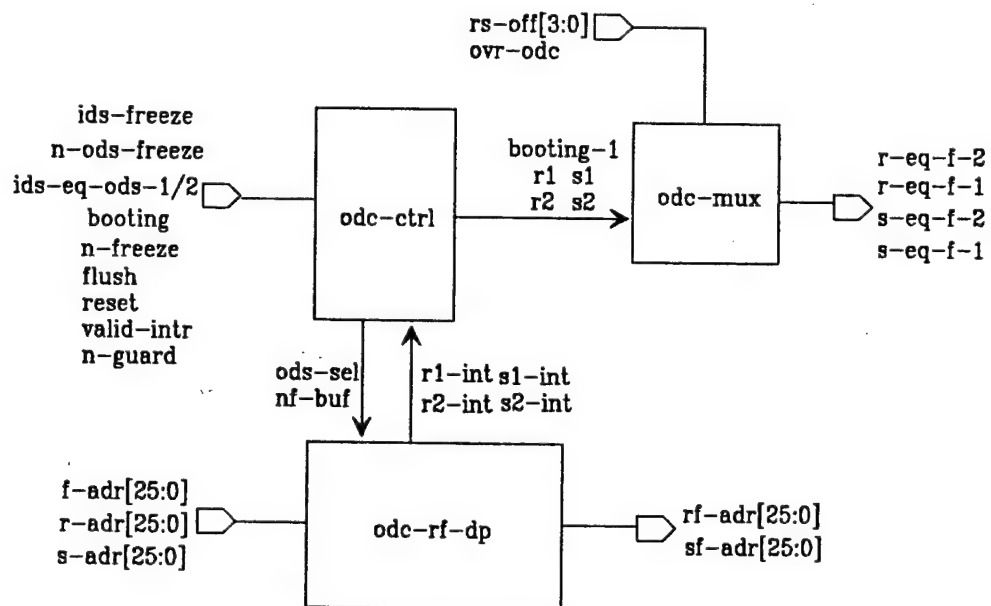 rs-off[3:0]
ovr-odc
ids-freeze
n-ods-freeze
ids-eq-ods-1/2
booting
n-freeze
flush
reset
valid-intr
n-guard
odc-ctrl
booting-1
r1 s1
r2 s2
odc-mux
r-eq-f-2
r-eq-f-1
s-eq-f-2
s-eq-f-1
ods-sel
nf-buf
r1-int s1-int
r2-int s2-int
f-adr[25:0]
r-adr[25:0]
s-adr[25:0]
odc-rf-dp
rf-adr[25:0]
sf-adr[25:0]